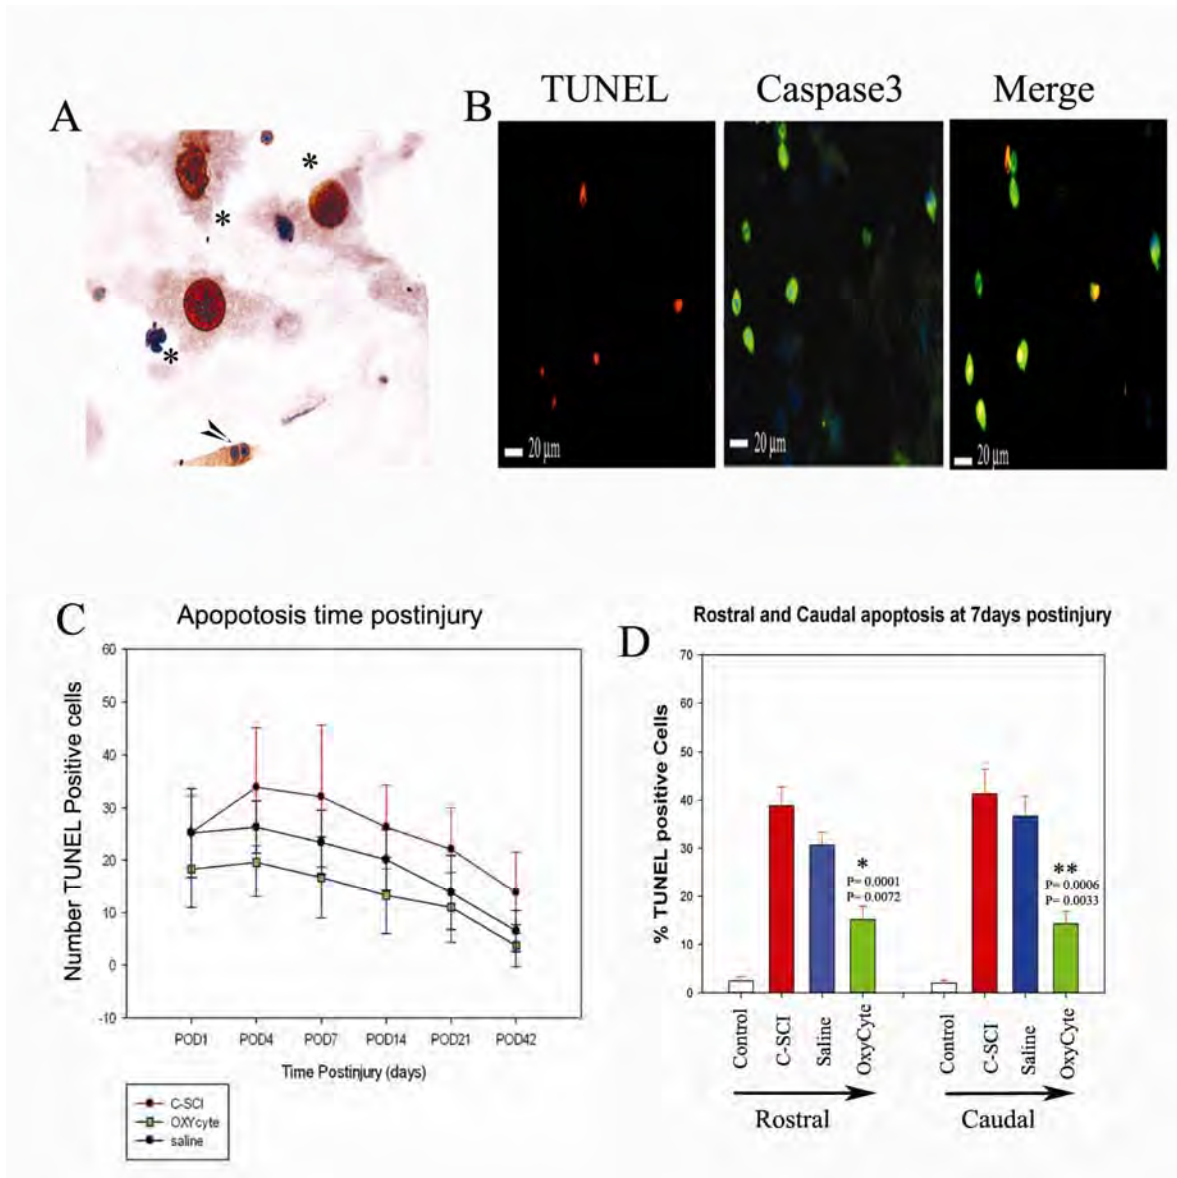 A
B
TUNEL
Caspase3
Merge
*
*
*
20 µm
20 µm
20 µm
C
Apopotosis time postinjury
Number TUNEL Positive cells
60
50
40
30
20
10
0
-10
POD1 POD4 POD7 POD14 POD21 POD42
Time Postinjury (days)
C-SCI
OXYcyte
saline
D
Rostral and Caudal apoptosis at 7days postinjury
% TUNEL positive Cells
70
60
50
40
30
20
10
0
*
P= 0.0001
P= 0.0072
**
P= 0.0006
P= 0.0033
Control
C-SCI
Saline
OxyCyte
Control
C-SCI
Saline
OxyCyte
Rostral
Caudal